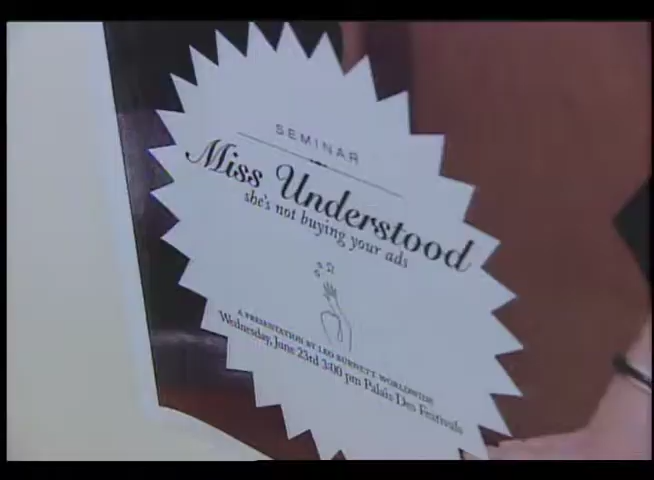 SEMINAR
Miss Understood
she's not buying your ads
A PRESENTATION BY LEO BURNETT WORLDWIDE
Wednesday, June 23rd 3:00 pm Palais Des Festivals